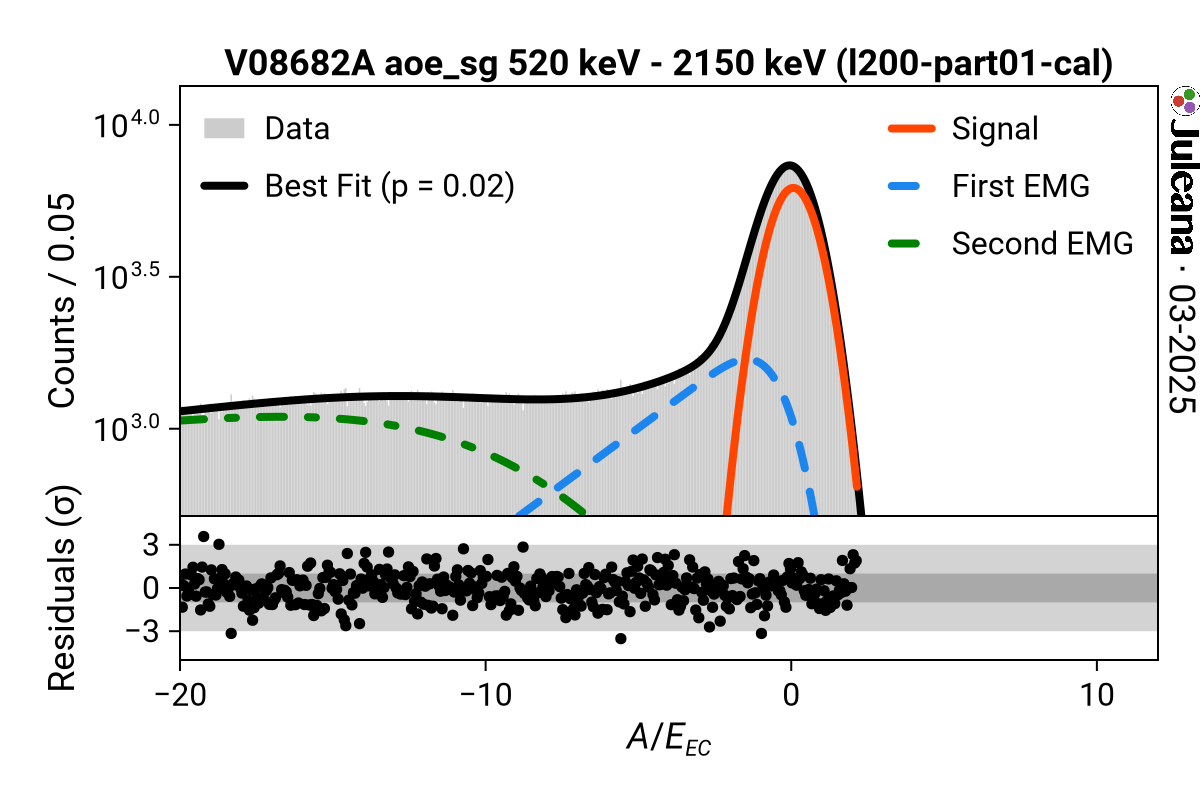 V08682A aoe_sg 520 keV - 2150 keV (l200-part01-cal)
Data
Best Fit (p = 0.02)
Signal
First EMG
Second EMG
Counts / 0.05
10^4.0
10^3.5
10^3.0
Residuals (σ)
3
0
−3
−20
−10
0
10
A/E_EC
Juleana · 03-2025